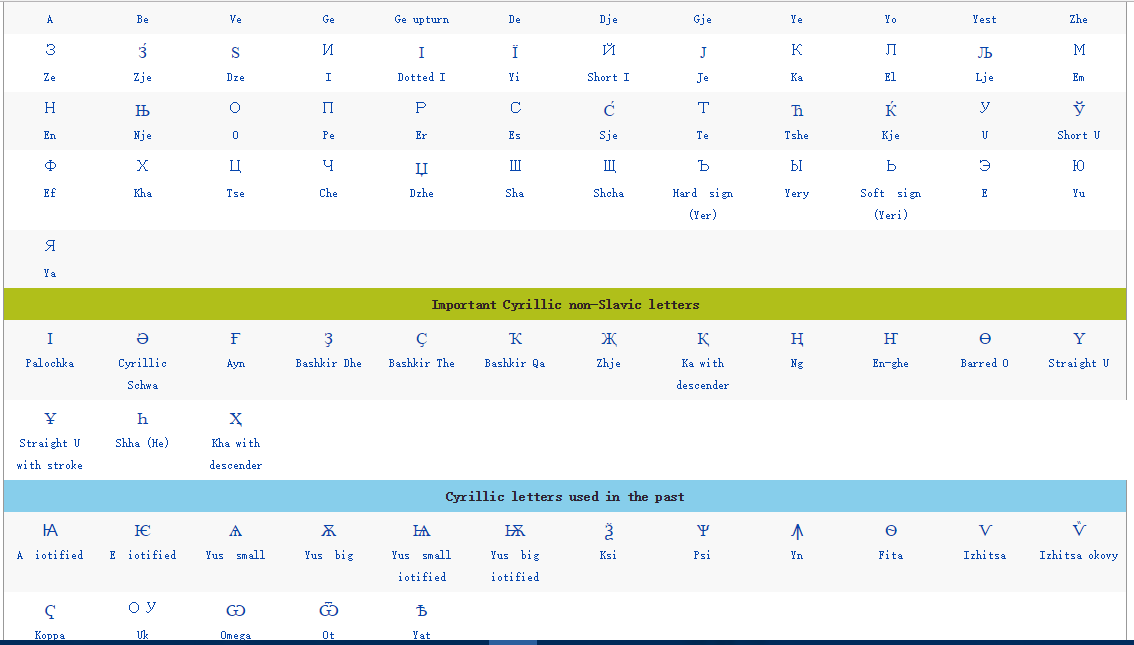 A Be Ve Ge Ge upturn De Dje Gje Ye Yo Yest Zhe
З З́ Ѕ И І Ї Й Ј К Л Љ М
Ze Zje Dze I Dotted I Yi Short I Je Ka El Lje Em
Н Њ О П Р С С́ Т Ћ Ќ У Ў
En Nje O Pe Er Es Sje Te Tshe Kje U Short U
Ф Х Ц Ч Џ Ш Щ Ъ Ы Ь Э Ю
Ef Kha Tse Che Dzhe Sha Shcha Hard sign Yery Soft sign E Yu
(Yer) (Yeri)
Я
Ya
Important Cyrillic non-Slavic letters
Ӏ Ә Ғ Ҙ Ҫ Ҡ Җ Қ Ң Ҥ Ө Ү
Palochka Cyrillic Ayn Bashkir Dhe Bashkir The Bashkir Qa Zhje Ka with Ng En-ghe Barred O Straight U
Schwa descender
Ұ Һ Ҳ
Straight U Shha (He) Kha with
with stroke descender
Cyrillic letters used in the past
Ꙗ Ѥ Ѧ Ѫ Ѩ Ѭ Ѯ Ѱ Ꙟ Ѳ Ѵ Ѷ
A iotified E iotified Yus small Yus big Yus small Yus big Ksi Psi Yn Fita Izhitsa Izhitsa okovy
iotified iotified
Ҁ ОУ Ѡ Ѿ Ѣ
Koppa Uk Omega Ot Yat